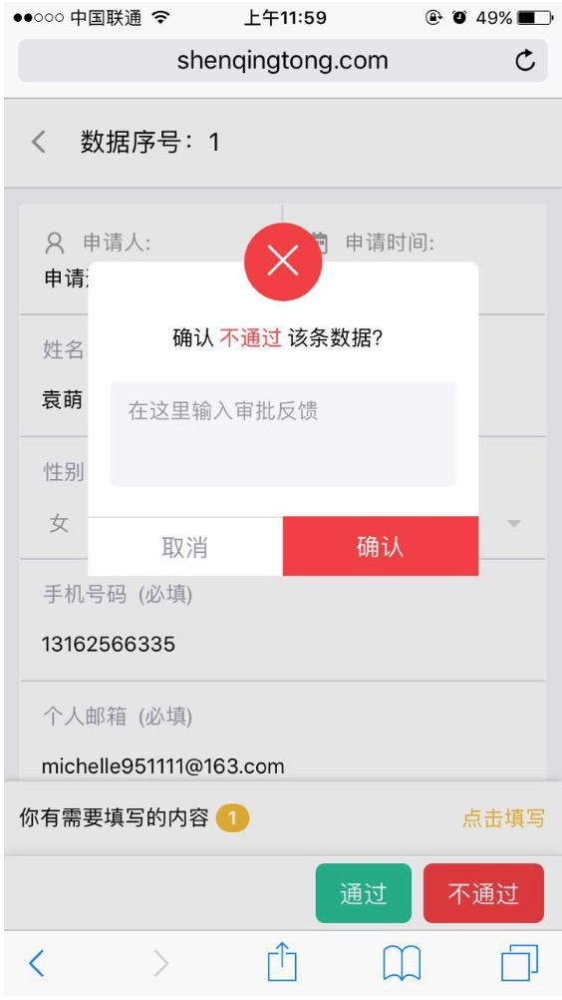 中国联通 上午11:59 49%
shenqingtong.com
数据序号：1
申请人: 申请时间:
申请
确认 不通过 该条数据?
姓名
在这里输入审批反馈
袁萌
性别
女
取消 确认
手机号码 (必填)
13162566335
个人邮箱 (必填)
michelle951111@163.com
你有需要填写的内容 1 点击填写
通过 不通过